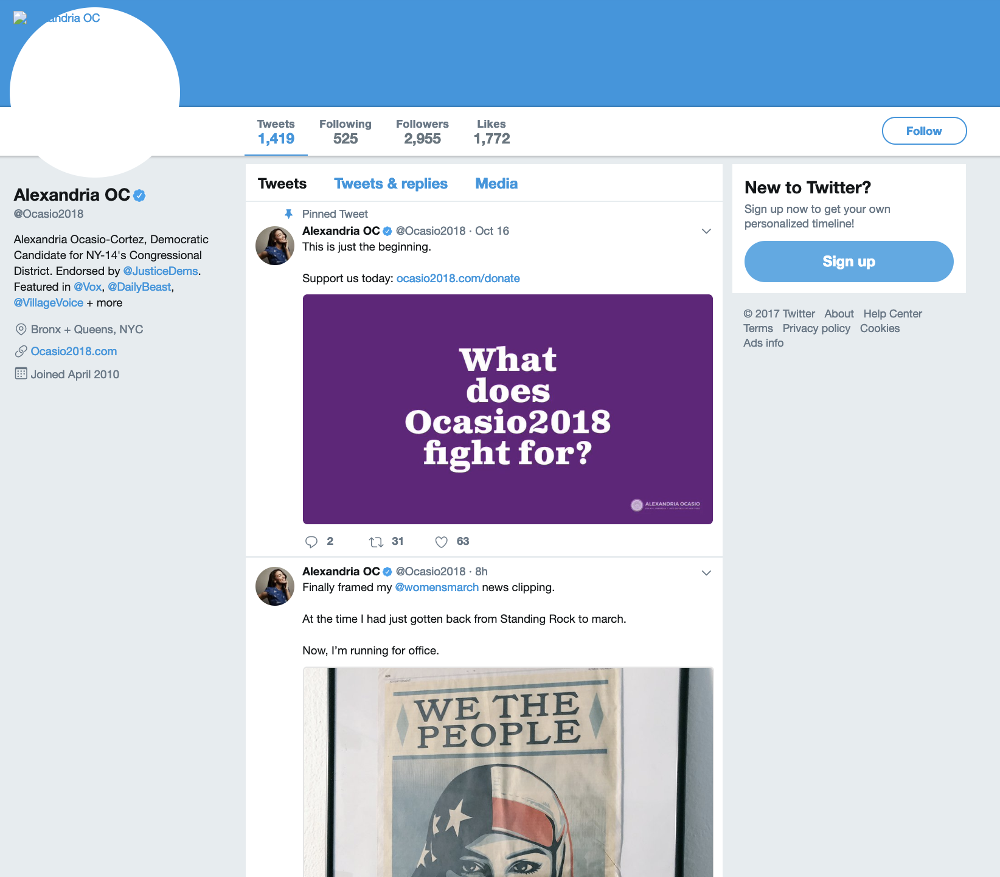 Alexandria OC
Tweets
1,419
Following
525
Followers
2,955
Likes
1,772
Follow
Alexandria OC
@Ocasio2018
Alexandria Ocasio-Cortez, Democratic
Candidate for NY-14's Congressional
District. Endorsed by @JusticeDems.
Featured in @Vox, @DailyBeast,
@VillageVoice + more
Bronx + Queens, NYC
Ocasio2018.com
Joined April 2010
Tweets Tweets & replies Media
Pinned Tweet
Alexandria OC @Ocasio2018 · Oct 16
This is just the beginning.
Support us today: ocasio2018.com/donate
What
does
Ocasio2018
fight for?
ALEXANDRIA OCASIO
2 31 63
Alexandria OC @Ocasio2018 · 8h
Finally framed my @womensmarch news clipping.
At the time I had just gotten back from Standing Rock to march.
Now, I’m running for office.
WE THE
PEOPLE
New to Twitter?
Sign up now to get your own
personalized timeline!
Sign up
© 2017 Twitter About Help Center
Terms Privacy policy Cookies
Ads info